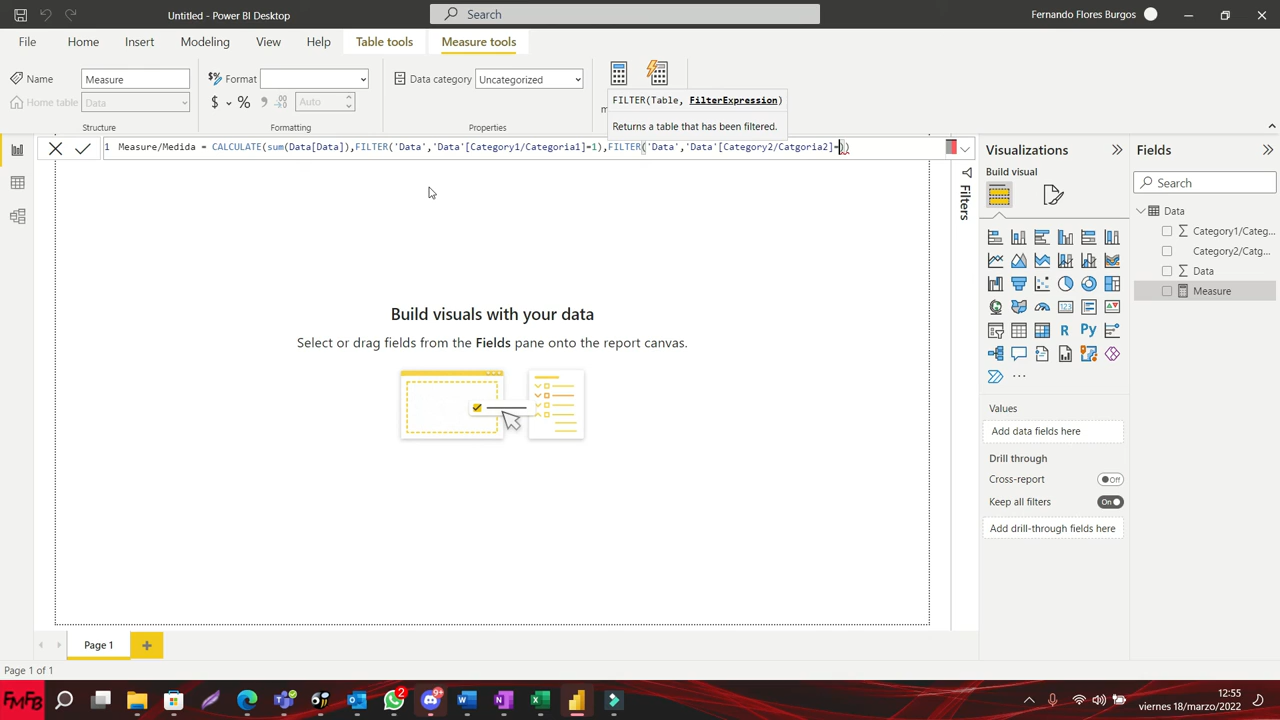 Untitled - Power BI Desktop
Search
Fernando Flores Burgos
File
Home
Insert
Modeling
View
Help
Table tools
Measure tools
Name
Measure
Format
Data category
Uncategorized
Home table
Data
$
%
Auto
FILTER(Table, FilterExpression)
Returns a table that has been filtered.
Structure
Formatting
Properties
1 Measure/Medida = CALCULATE(sum(Data[Data]),FILTER('Data','Data'[Category1/Categoria1]=1),FILTER('Data','Data'[Category2/Catgoria2]=))
Filters
Build visuals with your data
Select or drag fields from the Fields pane onto the report canvas.
Visualizations
Build visual
R
Py
123
Values
Add data fields here
Drill through
Cross-report
Off
Keep all filters
On
Add drill-through fields here
Fields
Search
Data
Category1/Categ...
Category2/Catg...
Data
Measure
Page 1
Page 1 of 1
FMFB
2
9+
12:55
viernes 18/marzo/2022